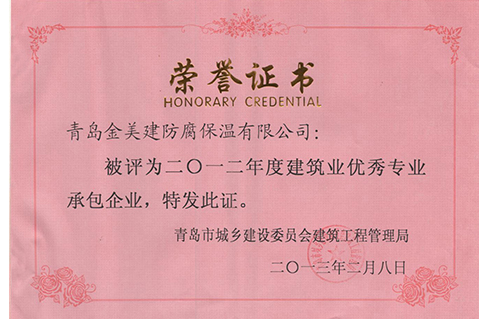 荣誉证书
HONORARY CREDENTIAL
青岛金美建防腐保温有限公司：
被评为二〇一二年度建筑业优秀专业
承包企业，特发此证。
青岛市城乡建设委员会建筑工程管理局
二〇一三年二月八日